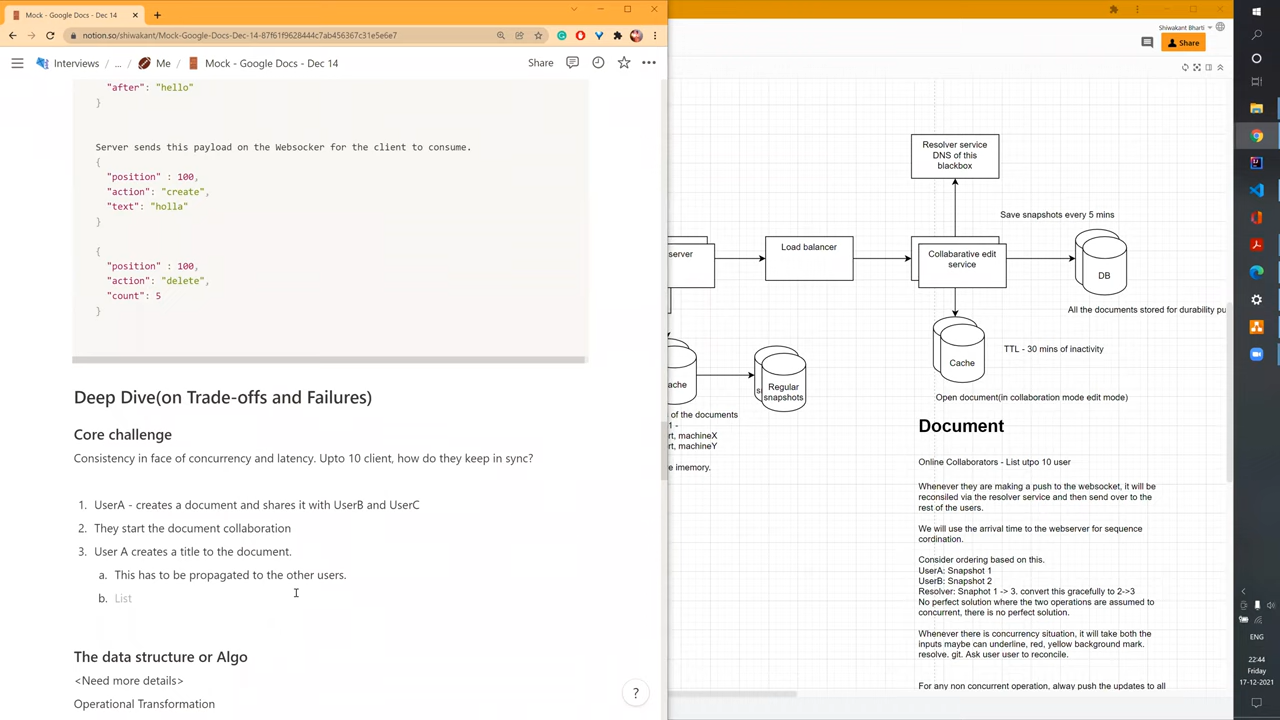 Mock - Google Docs - Dec 14
notion.so/shiwakant/Mock-Google-Docs-Dec-14-87f61f9628444c7ab456367c31e5e6e7
Interviews / ... / Me / Mock - Google Docs - Dec 14
Share
"after": "hello"
}
Server sends this payload on the Websocker for the client to consume.
{
"position" : 100,
"action": "create",
"text": "holla"
}
{
"position" : 100,
"action": "delete",
"count": 5
}
Deep Dive(on Trade-offs and Failures)
Core challenge
Consistency in face of concurrency and latency. Upto 10 client, how do they keep in sync?
1. UserA - creates a document and shares it with UserB and UserC
2. They start the document collaboration
3. User A creates a title to the document.
a. This has to be propagated to the other users.
b. List
The data structure or Algo
<Need more details>
Operational Transformation
?
Shiwakant Bharti
Share
Resolver service
DNS of this
blackbox
Save snapshots every 5 mins
server
Load balancer
Collabarative edit
service
DB
All the documents stored for durability pu
ache
Regular
snapshots
Cache
TTL - 30 mins of inactivity
Open document(in collaboration mode edit mode)
of the documents
1 -
rt, machineX
rt, machineY
e imemory.
Document
Online Collaborators - List utpo 10 user
Whenever they are making a push to the websocket, it will be
reconsiled via the resolver service and then send over to the
rest of the users.
We will use the arrival time to the webserver for sequence
cordination.
Consider ordering based on this.
UserA: Snapshot 1
UserB: Snapshot 2
Resolver: Snaphot 1 -> 3. convert this gracefully to 2->3
No perfect solution where the two operations are assumed to
concurrent, there is no perfect solution.
Whenever there is concurrency situation, it will take both the
inputs maybe can underline, red, yellow background mark.
resolve. git. Ask user user to reconcile.
For any non concurrent operation, alway push the updates to all
ENG
22:44
Friday
17-12-2021